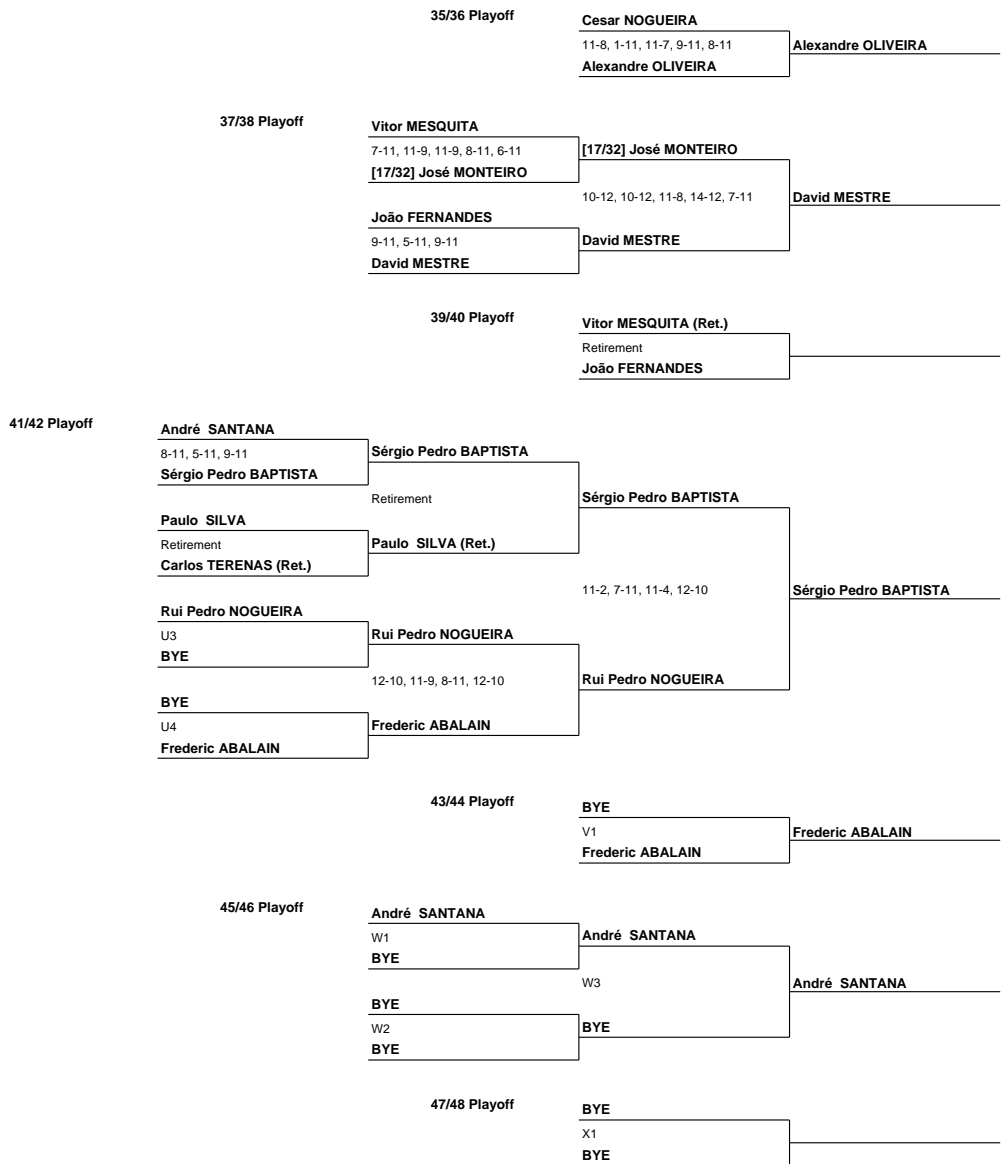 35/36 Playoff
Cesar NOGUEIRA
11-8, 1-11, 11-7, 9-11, 8-11
Alexandre OLIVEIRA
Alexandre OLIVEIRA
37/38 Playoff
Vitor MESQUITA
7-11, 11-9, 11-9, 8-11, 6-11
[17/32] José MONTEIRO
[17/32] José MONTEIRO
10-12, 10-12, 11-8, 14-12, 7-11
David MESTRE
João FERNANDES
9-11, 5-11, 9-11
David MESTRE
David MESTRE
39/40 Playoff
Vitor MESQUITA (Ret.)
Retirement
João FERNANDES
41/42 Playoff
André SANTANA
8-11, 5-11, 9-11
Sérgio Pedro BAPTISTA
Sérgio Pedro BAPTISTA
Retirement
Sérgio Pedro BAPTISTA
Paulo SILVA
Retirement
Paulo SILVA (Ret.)
Carlos TERENAS (Ret.)
11-2, 7-11, 11-4, 12-10
Sérgio Pedro BAPTISTA
Rui Pedro NOGUEIRA
U3
Rui Pedro NOGUEIRA
BYE
12-10, 11-9, 8-11, 12-10
Rui Pedro NOGUEIRA
BYE
U4
Frederic ABALAIN
Frederic ABALAIN
43/44 Playoff
BYE
V1
Frederic ABALAIN
Frederic ABALAIN
45/46 Playoff
André SANTANA
W1
André SANTANA
BYE
W3
André SANTANA
BYE
W2
BYE
BYE
47/48 Playoff
BYE
X1
BYE